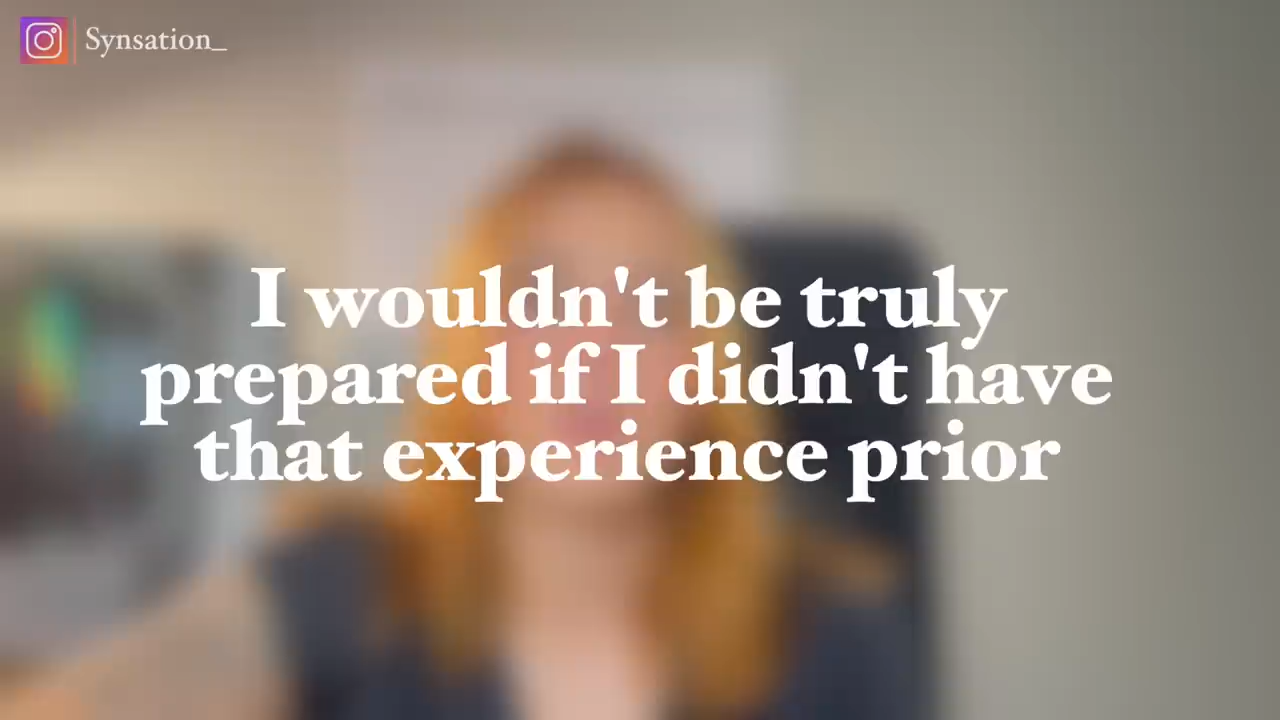 Synsation_
I wouldn't be truly
prepared if I didn't have
that experience prior